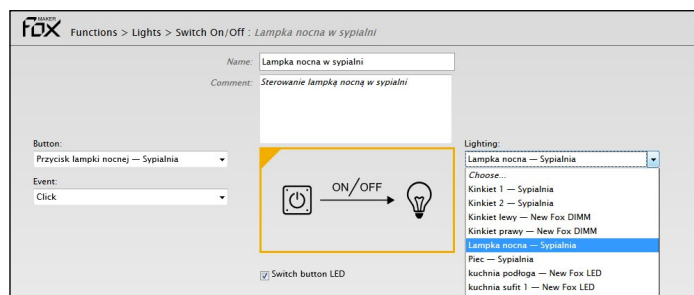 MAKER
FOX
Functions > Lights > Switch On/Off : Lampka nocna w sypialni
Name: Lampka nocna w sypialni
Comment: Sterowanie lampką nocną w sypialni
Button:
Przycisk lampki nocnej — Sypialnia
Event:
Click
ON/OFF
Switch button LED
Lighting:
Lampka nocna — Sypialnia
Choose...
Kinkiet 1 — Sypialnia
Kinkiet 2 — Sypialnia
Kinkiet lewy — New Fox DIMM
Kinkiet prawy — New Fox DIMM
Lampka nocna — Sypialnia
Piec — Sypialnia
kuchnia podłoga — New Fox LED
kuchnia sufit 1 — New Fox LED